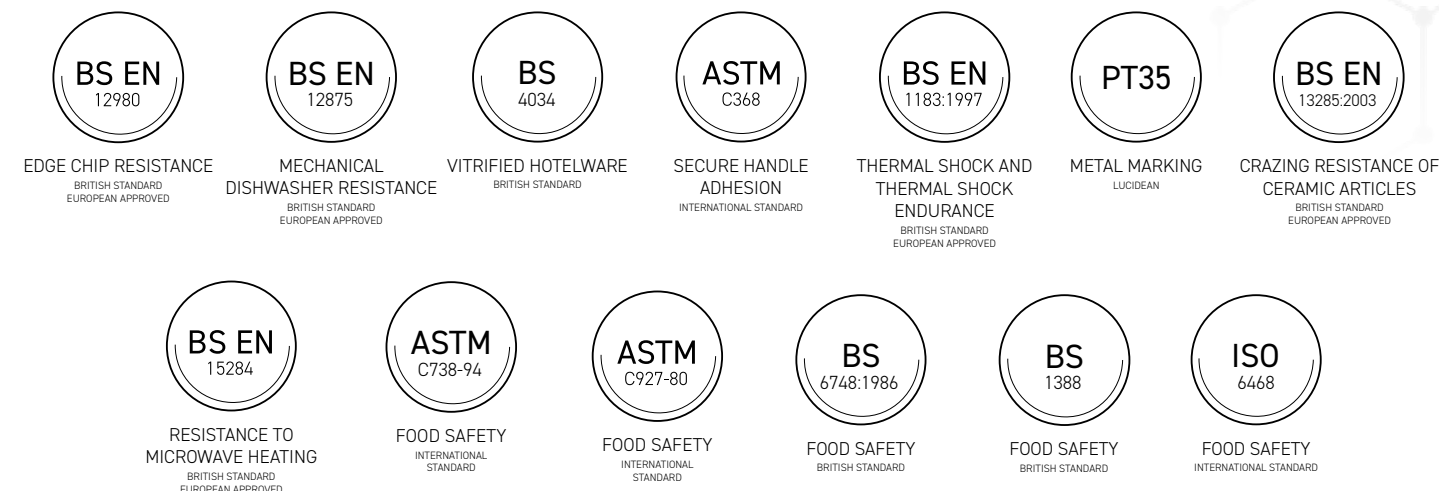 BS EN
12980
EDGE CHIP RESISTANCE
BRITISH STANDARD
EUROPEAN APPROVED
BS EN
12875
MECHANICAL
DISHWASHER RESISTANCE
BRITISH STANDARD
EUROPEAN APPROVED
BS
4034
VITRIFIED HOTELWARE
BRITISH STANDARD
ASTM
C368
SECURE HANDLE
ADHESION
INTERNATIONAL STANDARD
BS EN
1183:1997
THERMAL SHOCK AND
THERMAL SHOCK
ENDURANCE
BRITISH STANDARD
EUROPEAN APPROVED
PT35
METAL MARKING
LUCIDEAN
BS EN
13285:2003
CRAZING RESISTANCE OF
CERAMIC ARTICLES
BRITISH STANDARD
EUROPEAN APPROVED
BS EN
15284
RESISTANCE TO
MICROWAVE HEATING
BRITISH STANDARD
EUROPEAN APPROVED
ASTM
C738-94
FOOD SAFETY
INTERNATIONAL
STANDARD
ASTM
C927-80
FOOD SAFETY
INTERNATIONAL
STANDARD
BS
6748:1986
FOOD SAFETY
BRITISH STANDARD
BS
1388
FOOD SAFETY
BRITISH STANDARD
ISO
6468
FOOD SAFETY
INTERNATIONAL STANDARD